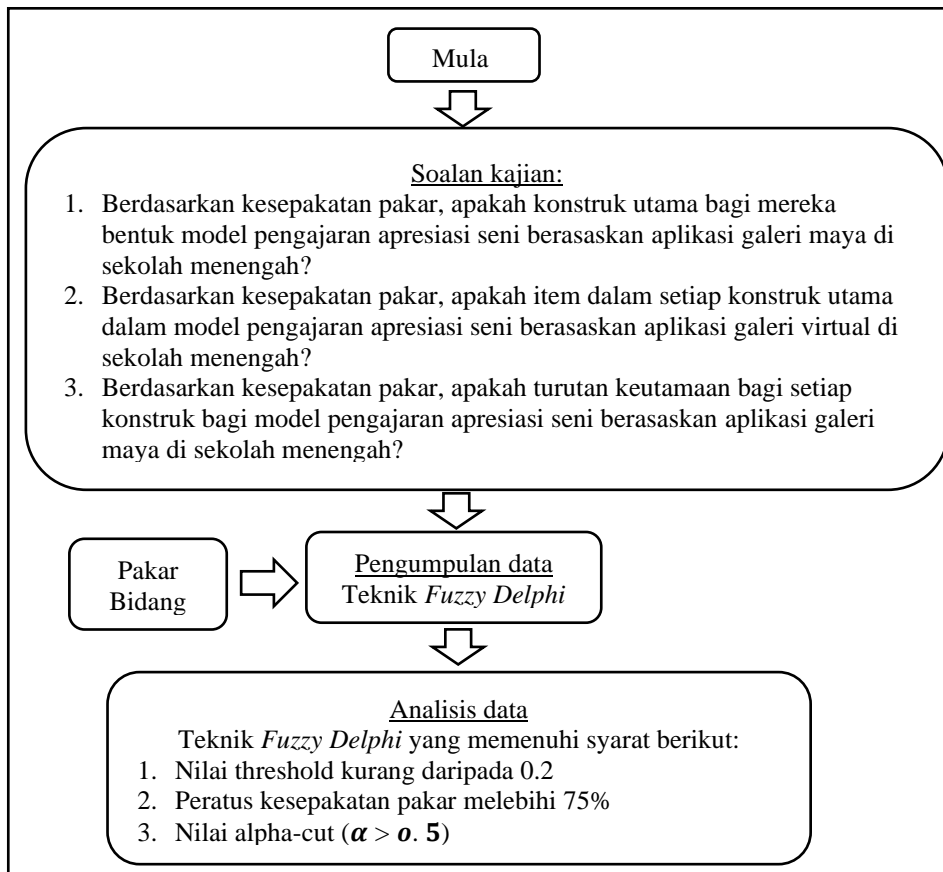 Mula
Soalan kajian:
1. Berdasarkan kesepakatan pakar, apakah konstruk utama bagi mereka
bentuk model pengajaran apresiasi seni berasaskan aplikasi galeri maya di
sekolah menengah?
2. Berdasarkan kesepakatan pakar, apakah item dalam setiap konstruk utama
dalam model pengajaran apresiasi seni berasaskan aplikasi galeri virtual di
sekolah menengah?
3. Berdasarkan kesepakatan pakar, apakah turutan keutamaan bagi setiap
konstruk bagi model pengajaran apresiasi seni berasaskan aplikasi galeri
maya di sekolah menengah?
Pakar
Bidang
Pengumpulan data
Teknik Fuzzy Delphi
Analisis data
Teknik Fuzzy Delphi yang memenuhi syarat berikut:
1. Nilai threshold kurang daripada 0.2
2. Peratus kesepakatan pakar melebihi 75%
3. Nilai alpha-cut (α > o. 5)